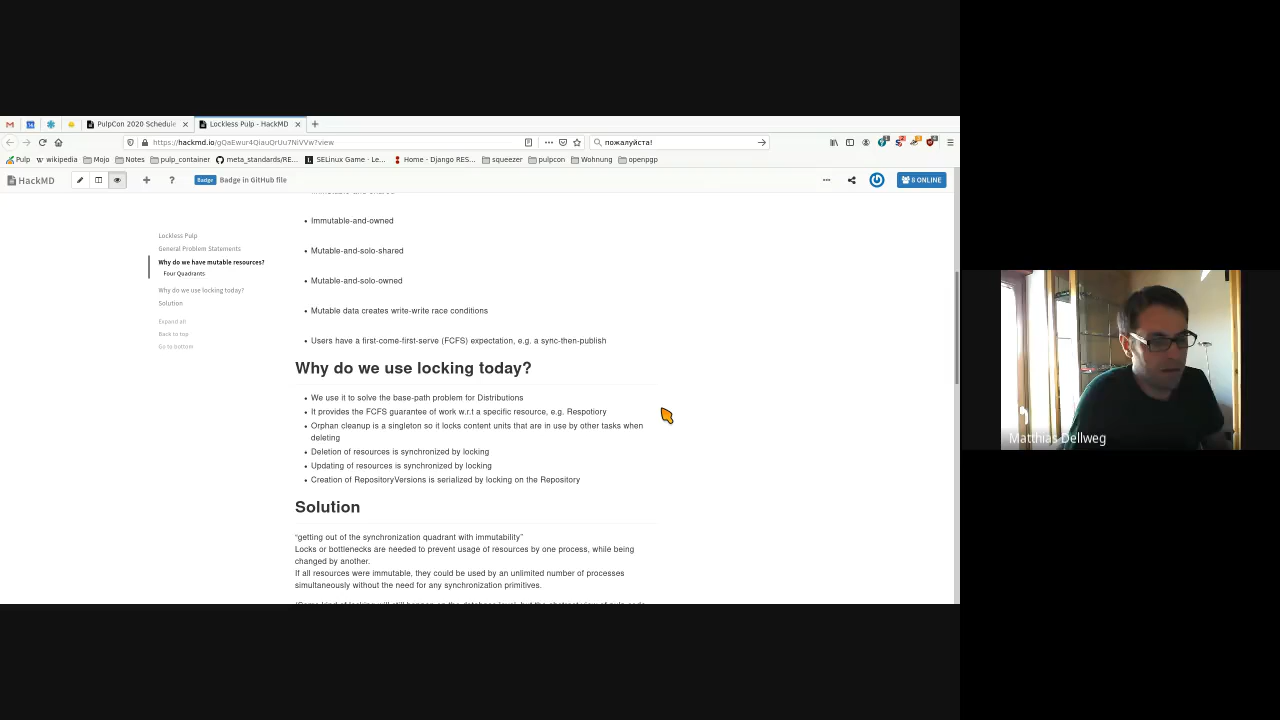 PulpCon 2020 Schedule
Lockless Pulp - HackMD
https://hackmd.io/gQaEwur4QiauQrUu7NiVVw?view
пожалуйста!
Pulp
wikipedia
Mojo
Notes
pulp_container
meta_standards/RE...
SELinux Game - Le...
Home - Django RES...
squeezer
pulpcon
Wohnung
openpgp
HackMD
Badge
Badge in GitHub file
8 ONLINE
Lockless Pulp
General Problem Statements
Why do we have mutable resources?
Four Quadrants
Why do we use locking today?
Solution
Expand all
Back to top
Go to bottom
• Immutable-and-owned
• Mutable-and-solo-shared
• Mutable-and-solo-owned
• Mutable data creates write-write race conditions
• Users have a first-come-first-serve (FCFS) expectation, e.g. a sync-then-publish
Why do we use locking today?
• We use it to solve the base-path problem for Distributions
• It provides the FCFS guarantee of work w.r.t a specific resource, e.g. Respotiory
• Orphan cleanup is a singleton so it locks content units that are in use by other tasks when
deleting
• Deletion of resources is synchronized by locking
• Updating of resources is synchronized by locking
• Creation of RepositoryVersions is serialized by locking on the Repository
Solution
“getting out of the synchronization quadrant with immutability”
Locks or bottlenecks are needed to prevent usage of resources by one process, while being
changed by another.
If all resources were immutable, they could be used by an unlimited number of processes
simultaneously without the need for any synchronization primitives.
Matthias Dellweg